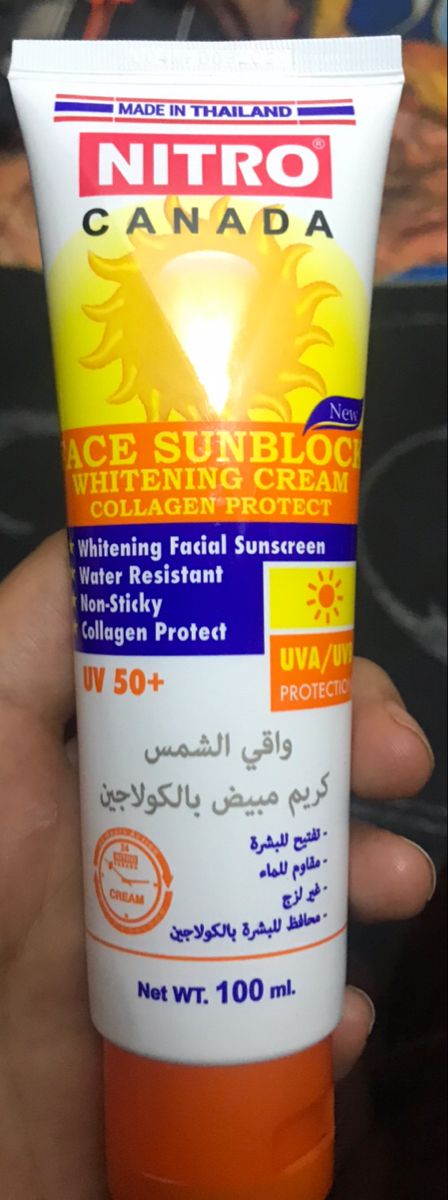 MADE IN THAILAND
NITRO®
CANADA
New
FACE SUNBLOCK
WHITENING CREAM
COLLAGEN PROTECT
Whitening Facial Sunscreen
Water Resistant
Non-Sticky
Collagen Protect
UVA/UVB
PROTECTION
UV 50+
واقي الشمس
كريم مبيض بالكولاجين
- تفتيح للبشرة
- مقاوم للماء
- غير لزج
- محافظ للبشرة بالكولاجين
24
CREAM
Net WT. 100 ml.